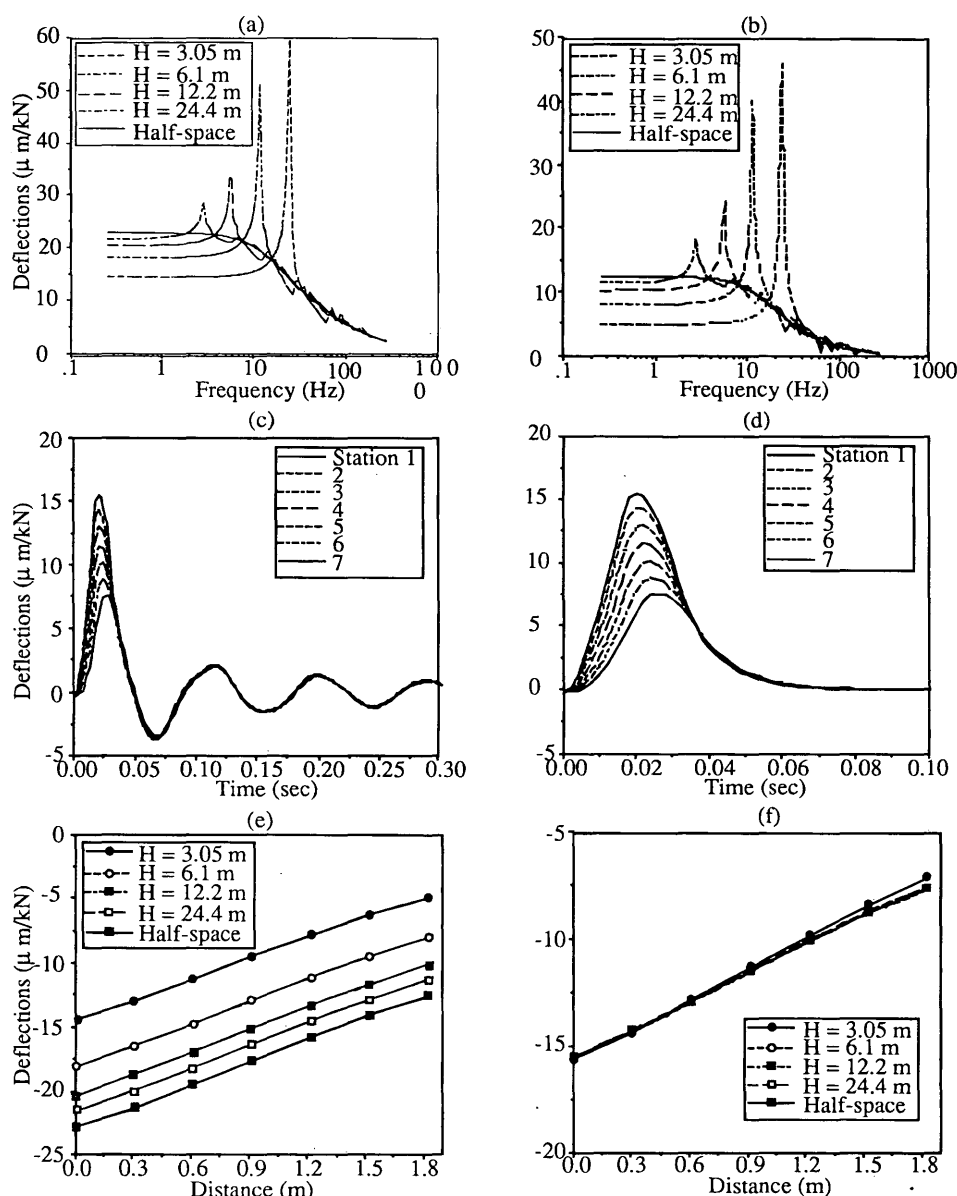 (a)
60
50
40
30
20
10
0
Deflections (μ m/kN)
H = 3.05 m
H = 6.1 m
H = 12.2 m
H = 24.4 m
Half-space
.1 1 10 100 10 0
0
Frequency (Hz)
(b)
50
40
30
20
10
0
H = 3.05 m
H = 6.1 m
H = 12.2 m
H = 24.4 m
Half-space
.1 1 10 100 1000
Frequency (Hz)
(c)
20
15
10
5
0
-5
Deflections (μ m/kN)
Station 1
2
3
4
5
6
7
0.00 0.05 0.10 0.15 0.20 0.25 0.30
Time (sec)
(d)
20
15
10
5
0
-5
Station 1
2
3
4
5
6
7
0.00 0.02 0.04 0.06 0.08 0.10
Time (sec)
(e)
0
-5
-10
-15
-20
-25
Deflections (μ m/kN)
H = 3.05 m
H = 6.1 m
H = 12.2 m
H = 24.4 m
Half-space
0.0 0.3 0.6 0.9 1.2 1.5 1.8
Distance (m)
(f)
-5
-10
-15
-20
H = 3.05 m
H = 6.1 m
H = 12.2 m
H = 24.4 m
Half-space
0.0 0.3 0.6 0.9 1.2 1.5 1.8
Distance (m)